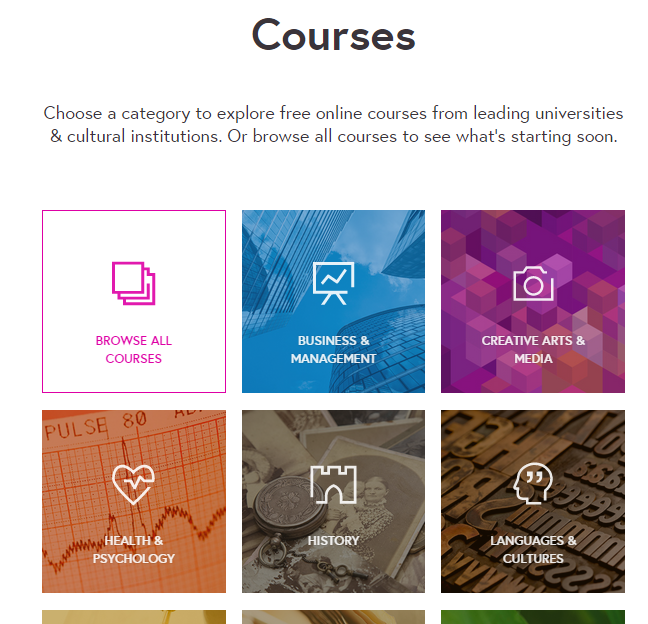 Courses
Choose a category to explore free online courses from leading universities
& cultural institutions. Or browse all courses to see what's starting soon.
BROWSE ALL
COURSES
BUSINESS &
MANAGEMENT
CREATIVE ARTS &
MEDIA
PULSE 80
HEALTH &
PSYCHOLOGY
HISTORY
LANGUAGES &
CULTURES